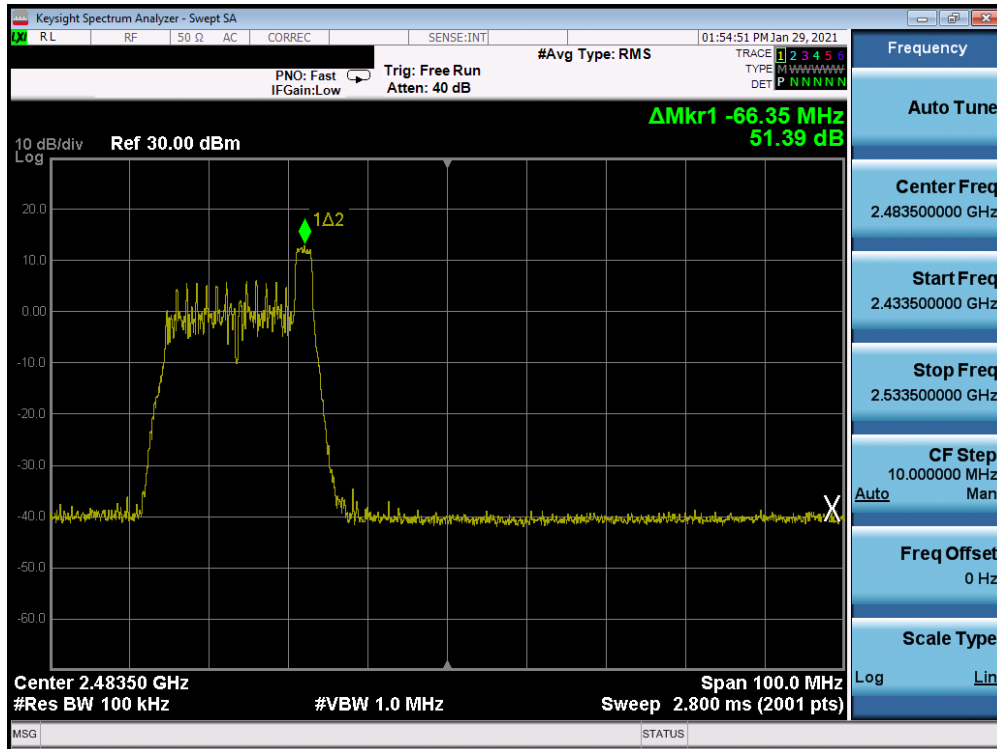 Keysight Spectrum Analyzer - Swept SA
LXI RL RF 50 Ω AC CORREC SENSE:INT 01:54:51 PM Jan 29, 2021
#Avg Type: RMS TRACE 1 2 3 4 5 6
PNO: Fast Trig: Free Run TYPE M WWWWW
IFGain:Low Atten: 40 dB DET P N N N N N
ΔMkr1 -66.35 MHz
51.39 dB
10 dB/div Ref 30.00 dBm
Log
1Δ2
20.0
10.0
0.00
-10.0
-20.0
-30.0
-40.0
X
-50.0
-60.0
Center 2.48350 GHz Span 100.0 MHz
#Res BW 100 kHz #VBW 1.0 MHz Sweep 2.800 ms (2001 pts)
MSG STATUS
Frequency
Auto Tune
Center Freq
2.483500000 GHz
Start Freq
2.433500000 GHz
Stop Freq
2.533500000 GHz
CF Step
10.000000 MHz
Auto Man
Freq Offset
0 Hz
Scale Type
Log Lin